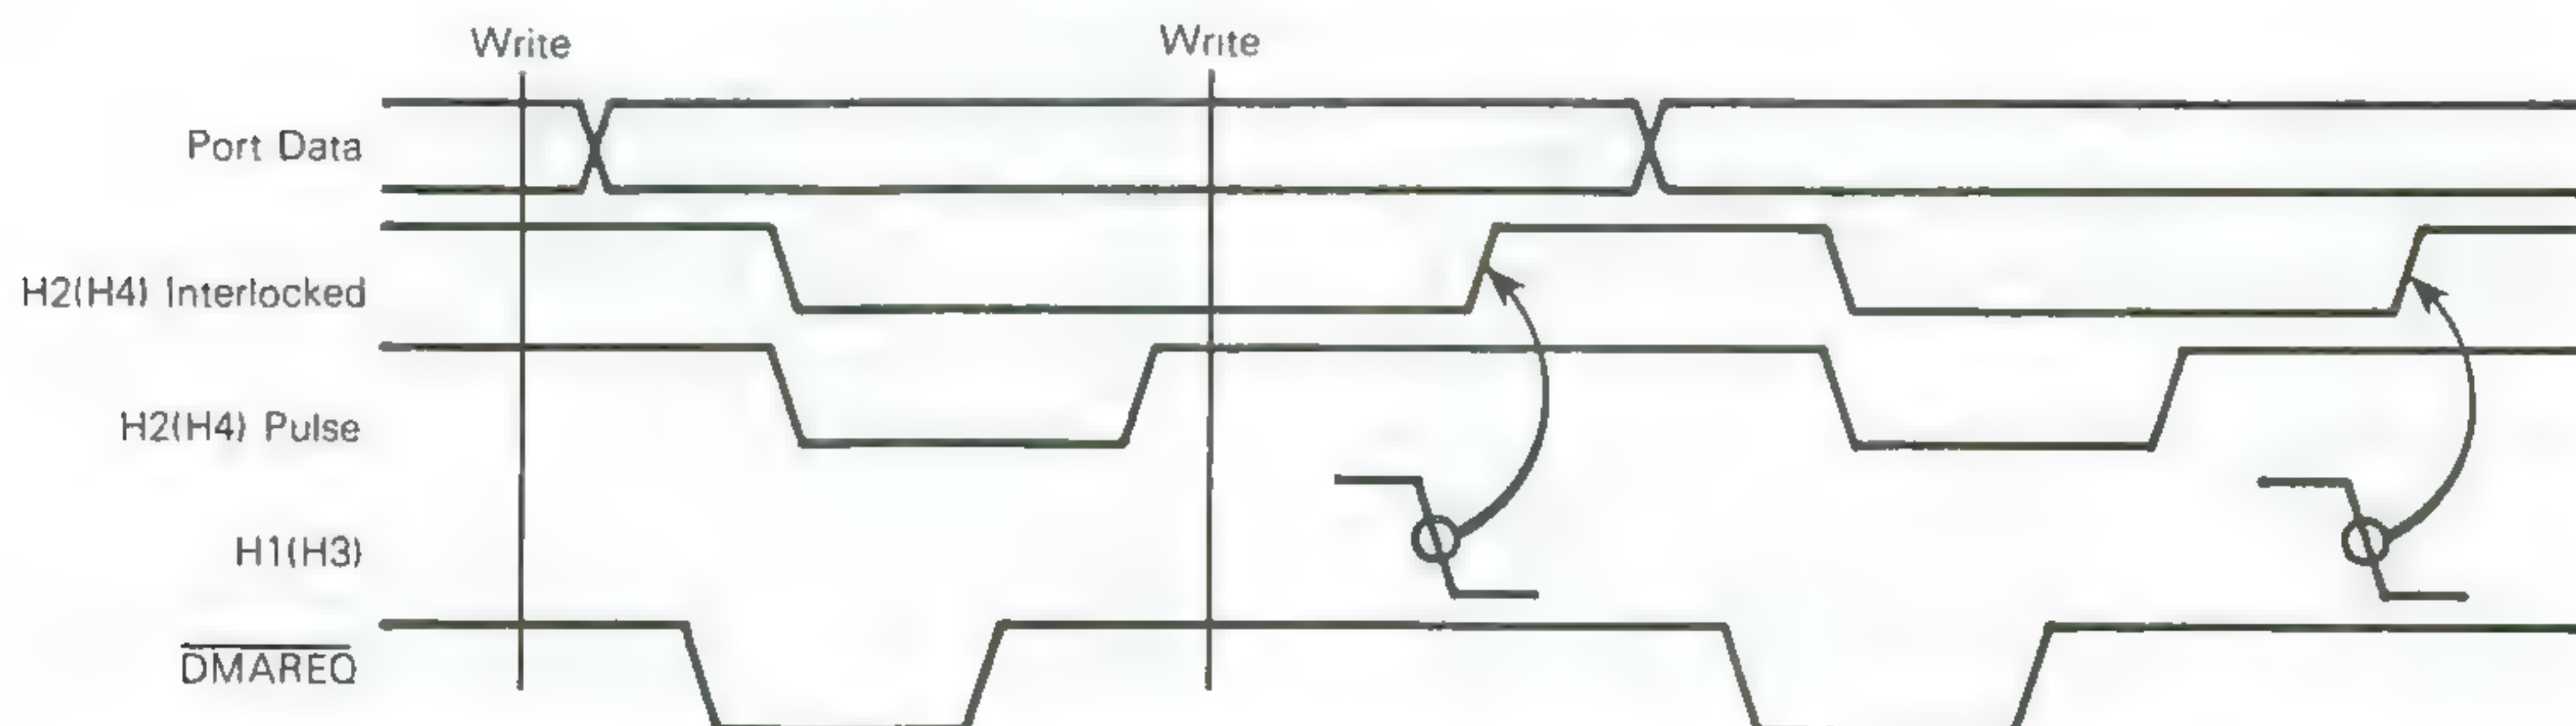 Write
Write
Port Data
H2(H4) Interlocked
H2(H4) Pulse
H1(H3)
DMAREQ